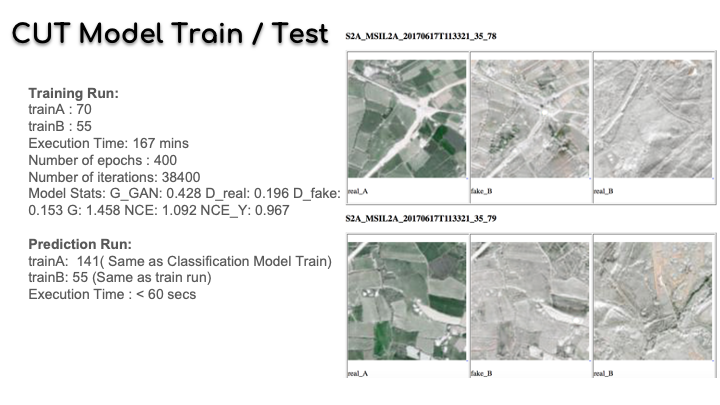 CUT Model Train / Test
Training Run:
trainA : 70
trainB : 55
Execution Time: 167 mins
Number of epochs : 400
Number of iterations: 38400
Model Stats: G_GAN: 0.428 D_real: 0.196 D_fake:
0.153 G: 1.458 NCE: 1.092 NCE_Y: 0.967
Prediction Run:
trainA:  141( Same as Classification Model Train)
trainB: 55 (Same as train run)
Execution Time : < 60 secs
S2A_MSIL2A_20170617T113321_35_78
real_A fake_B real_B
S2A_MSIL2A_20170617T113321_35_79
real_A fake_B real_B